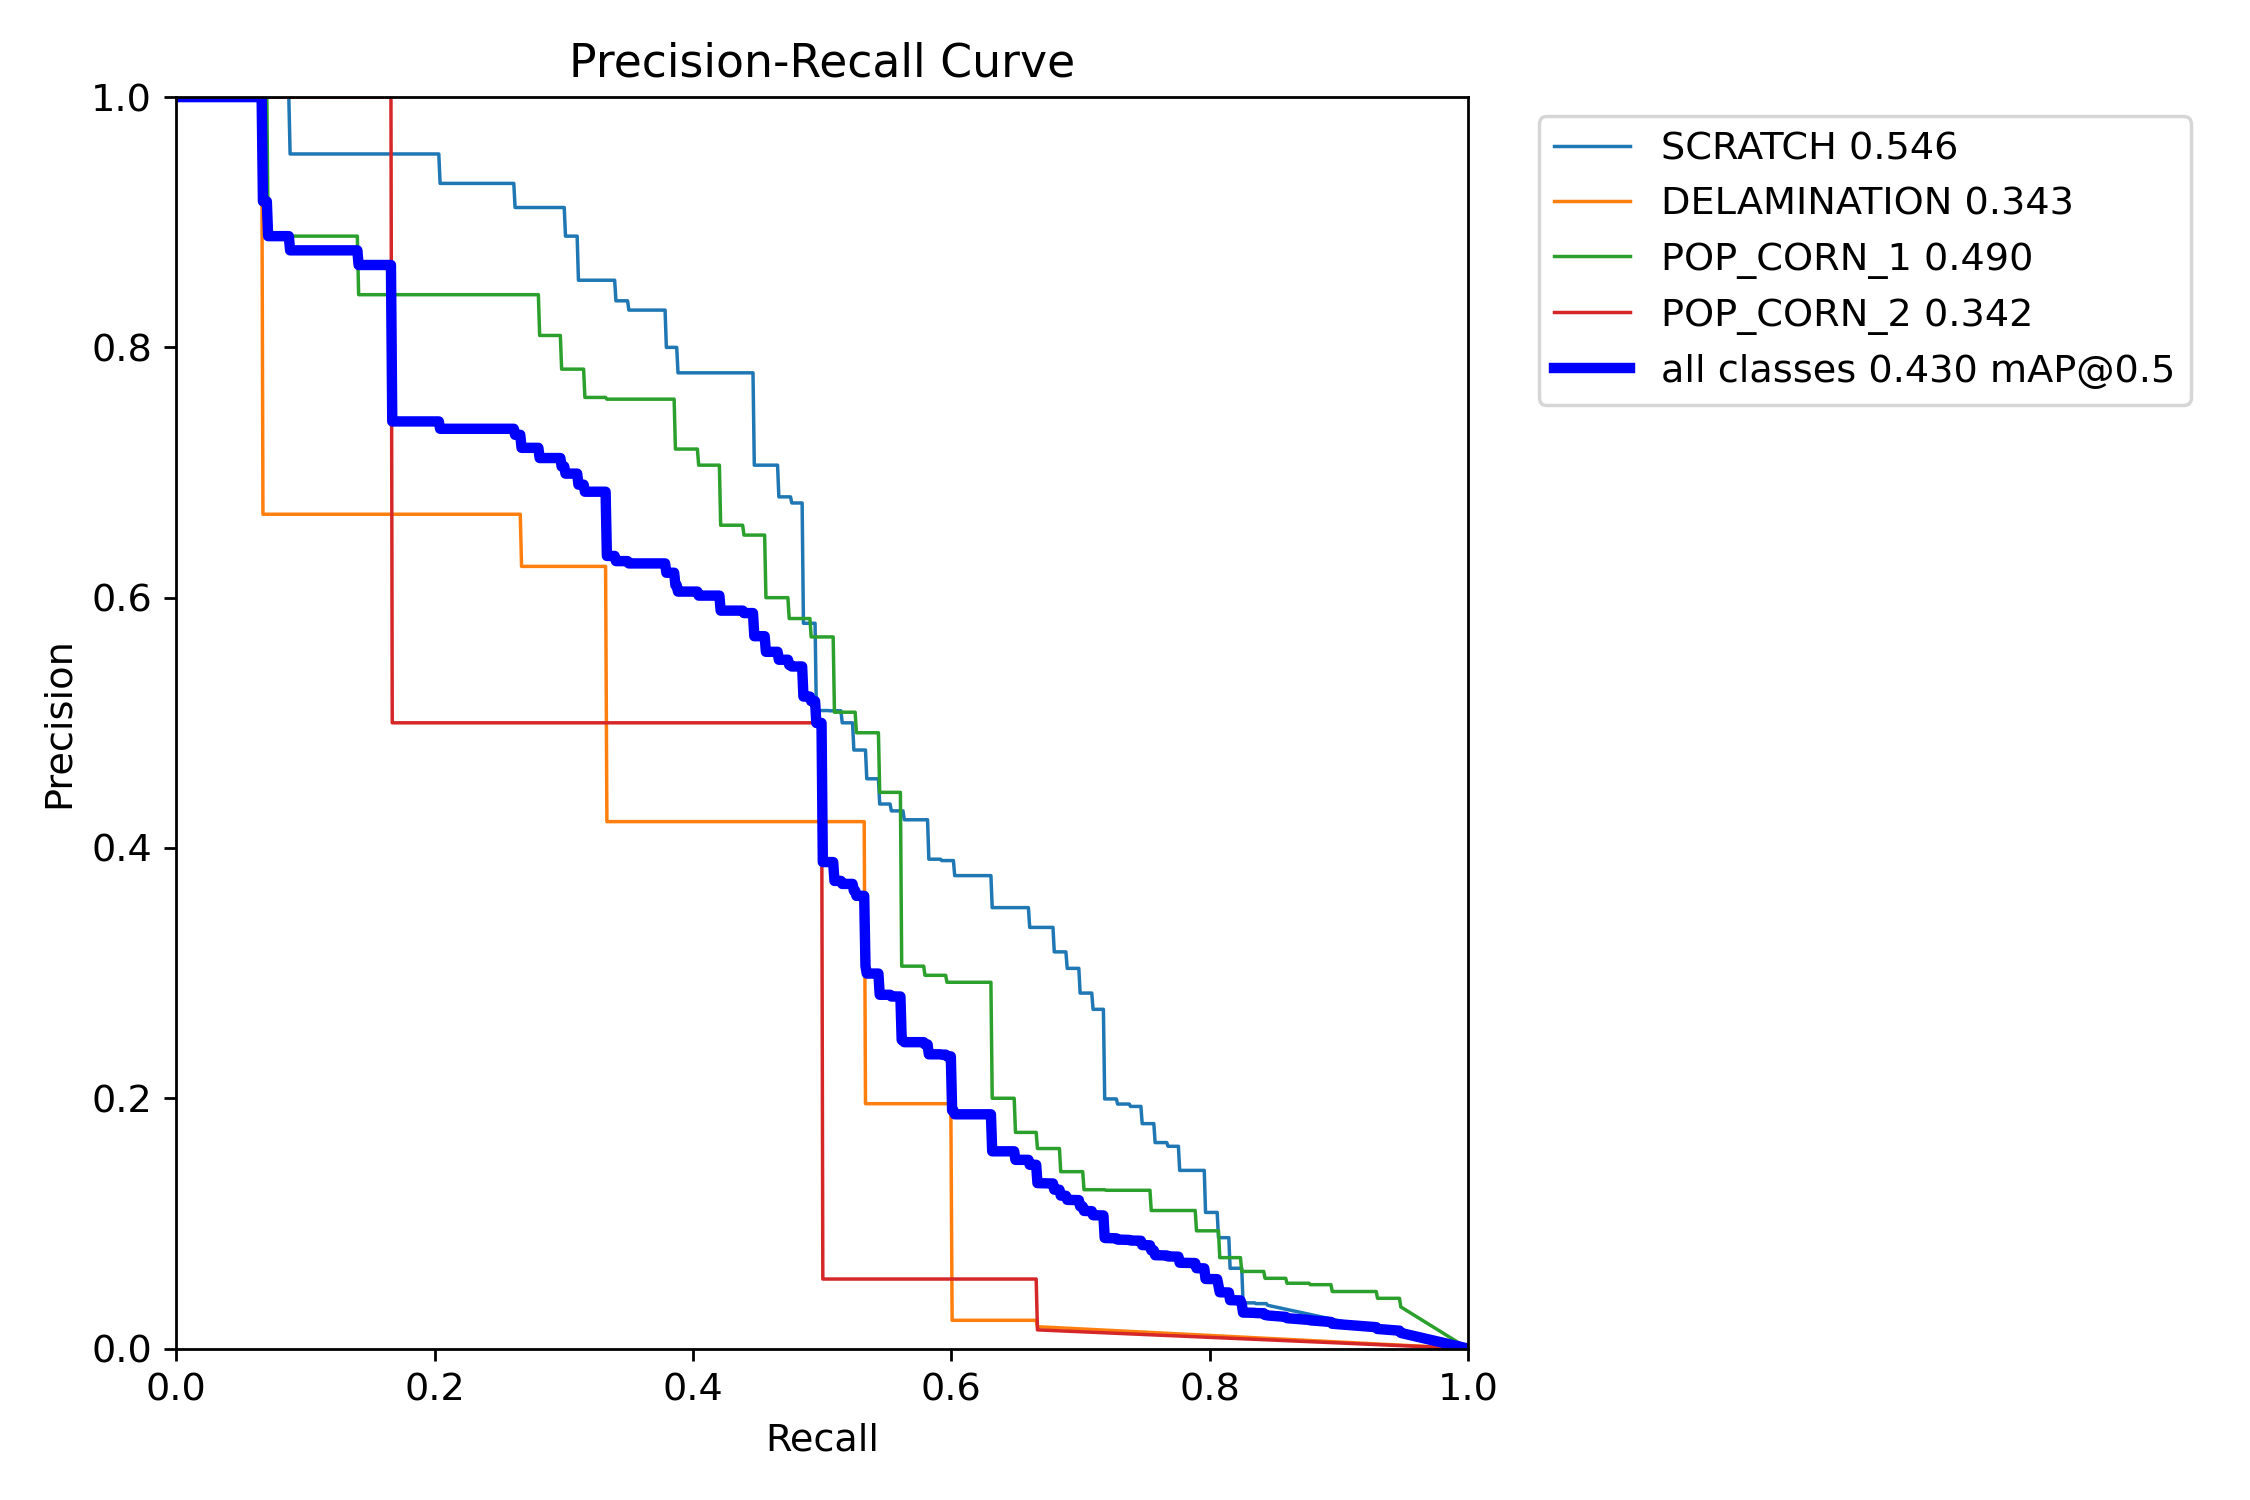 Precision-Recall Curve
1.0
0.8
0.6
0.4
0.2
0.0
Precision
0.0 0.2 0.4 0.6 0.8 1.0
Recall
SCRATCH 0.546
DELAMINATION 0.343
POP_CORN_1 0.490
POP_CORN_2 0.342
all classes 0.430 mAP@0.5